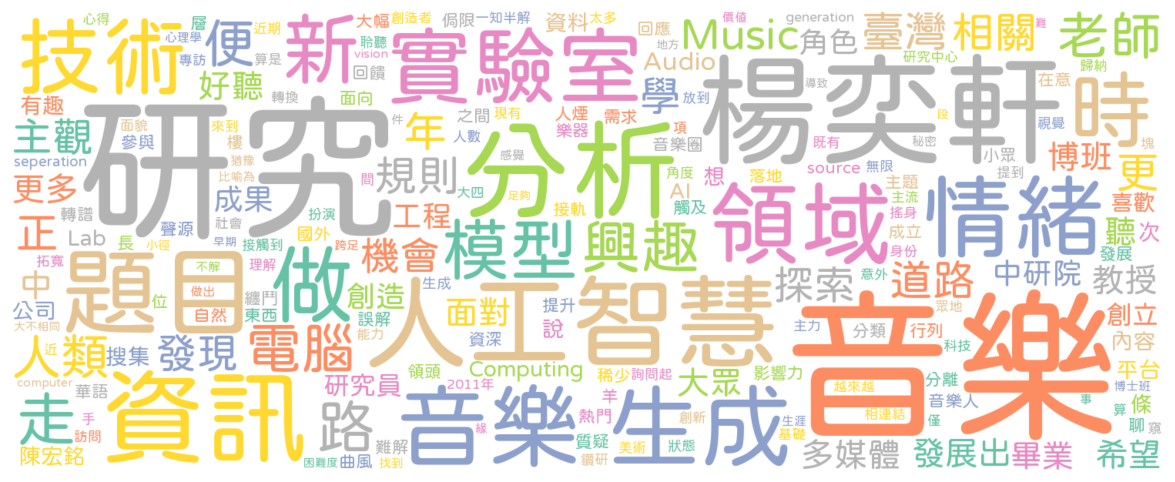 心得
層
近期
大幅
創造者
侷限
一知半解
資料
太多
回應
價值
generation
難
技術
心理學
便
新
聆聽
實驗室
地方
Music
角色
臺灣
相關
老師
專訪
算是
vision
Audio
研究中心
歸納
好聽
回饋
回饋
轉換
面向
之間
現有
人煙
放到
需求
學
導致
楊奕軒
在意
段
視覺
時
有趣
面貌
來到
件
人數
樂器
項
音樂圈
既有
秘密
主觀
參與
樓
年
分析
感覺
角度
小眾
提到
博班
更
seperation
研究
猶豫
規則
想
source
無限
更多
比喻為
間
大四
足夠
接軌
AI
落地
主題
喜歡
成果
領域
主流
情緒
轉譜
聲源
扮演
工程
觸及
搖身
聽
次
正
Lab
長
社會
國外
機會
模型
興趣
成立
身份
發展
拓寬
小徑
早期
接觸到
跨足
中
題目
不解
做
理解
生成
人工智慧
探索
意外
道路
中研院
教授
做出
自然
纏鬥
東西
創造
面對
提升
說
眾地
公司
位
大不相同
近
電腦
誤解
能力
資深
主力
分類
行列
科技
創立
內容
人類
搜集
發現
音樂
computer
華語
研究員
領頭
Computing
稀少
詢問起
大眾
影響力
越來越
分離
平台
博士班
手
資訊
2011年
羊
熱門
創新
生涯
相連結
音樂人
僅
事
條
走
訪問
路
音樂生成
緣
算
聊
窺
陳宏銘
難解
質疑
美術
狀態
基礎
困難度
曲風
找到
鑽研
多媒體
發展出
畢業
希望
塊